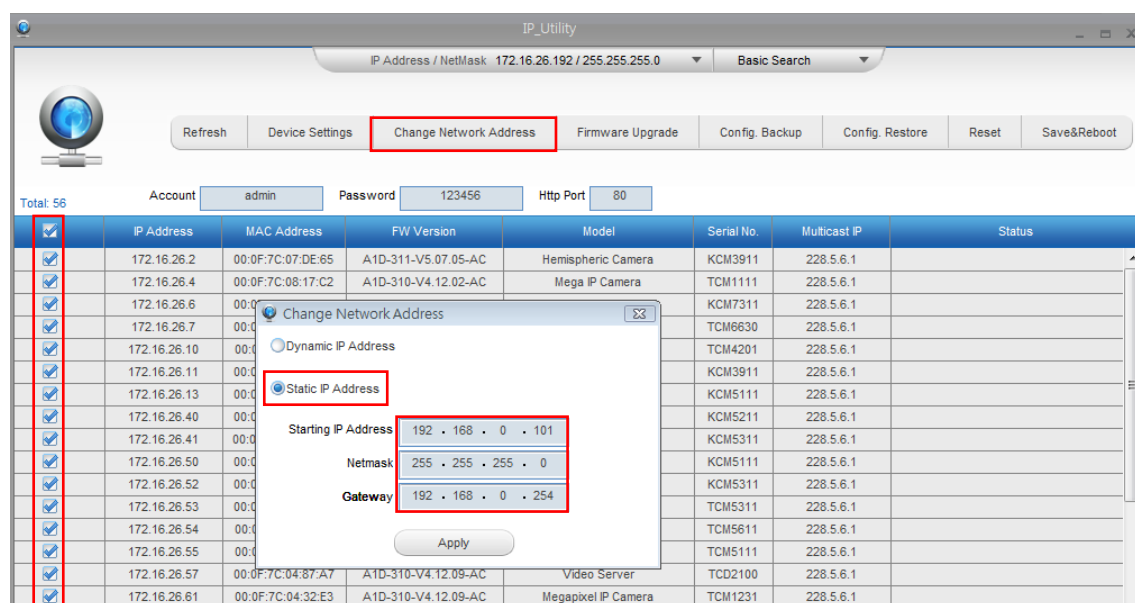 IP_Utility
IP Address / NetMask 172.16.26.192 / 255.255.255.0 Basic Search
Refresh Device Settings Change Network Address Firmware Upgrade Config. Backup Config. Restore Reset Save&Reboot
Total: 56 Account admin Password 123456 Http Port 80
IP Address MAC Address FW Version Model Serial No. Multicast IP Status
172.16.26.2 00:0F:7C:07:DE:65 A1D-311-V5.07.05-AC Hemispheric Camera KCM3911 228.5.6.1
172.16.26.4 00:0F:7C:08:17:C2 A1D-310-V4.12.02-AC Mega IP Camera TCM1111 228.5.6.1
172.16.26.6 KCM7311 228.5.6.1
172.16.26.7 TCM6630 228.5.6.1
172.16.26.10 TCM4201 228.5.6.1
172.16.26.11 KCM3911 228.5.6.1
172.16.26.13 KCM5111 228.5.6.1
172.16.26.40 KCM5211 228.5.6.1
172.16.26.41 KCM5311 228.5.6.1
172.16.26.50 KCM5111 228.5.6.1
172.16.26.52 KCM5311 228.5.6.1
172.16.26.53 TCM5311 228.5.6.1
172.16.26.54 TCM5611 228.5.6.1
172.16.26.55 TCM5111 228.5.6.1
172.16.26.57 00:0F:7C:04:87:A7 A1D-310-V4.12.09-AC Video Server TCD2100 228.5.6.1
172.16.26.61 00:0F:7C:04:32:E3 A1D-310-V4.12.09-AC Megapixel IP Camera TCM1231 228.5.6.1
Change Network Address
Dynamic IP Address
Static IP Address
Starting IP Address 192 . 168 . 0 . 101
Netmask 255 . 255 . 255 . 0
Gateway 192 . 168 . 0 . 254
Apply